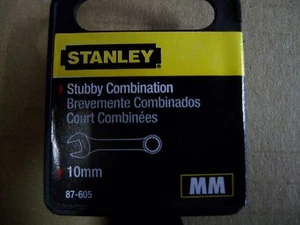 STANLEY
Stubby Combination
Brevemente Combinados
Court Combinées
10mm
87-605
MM